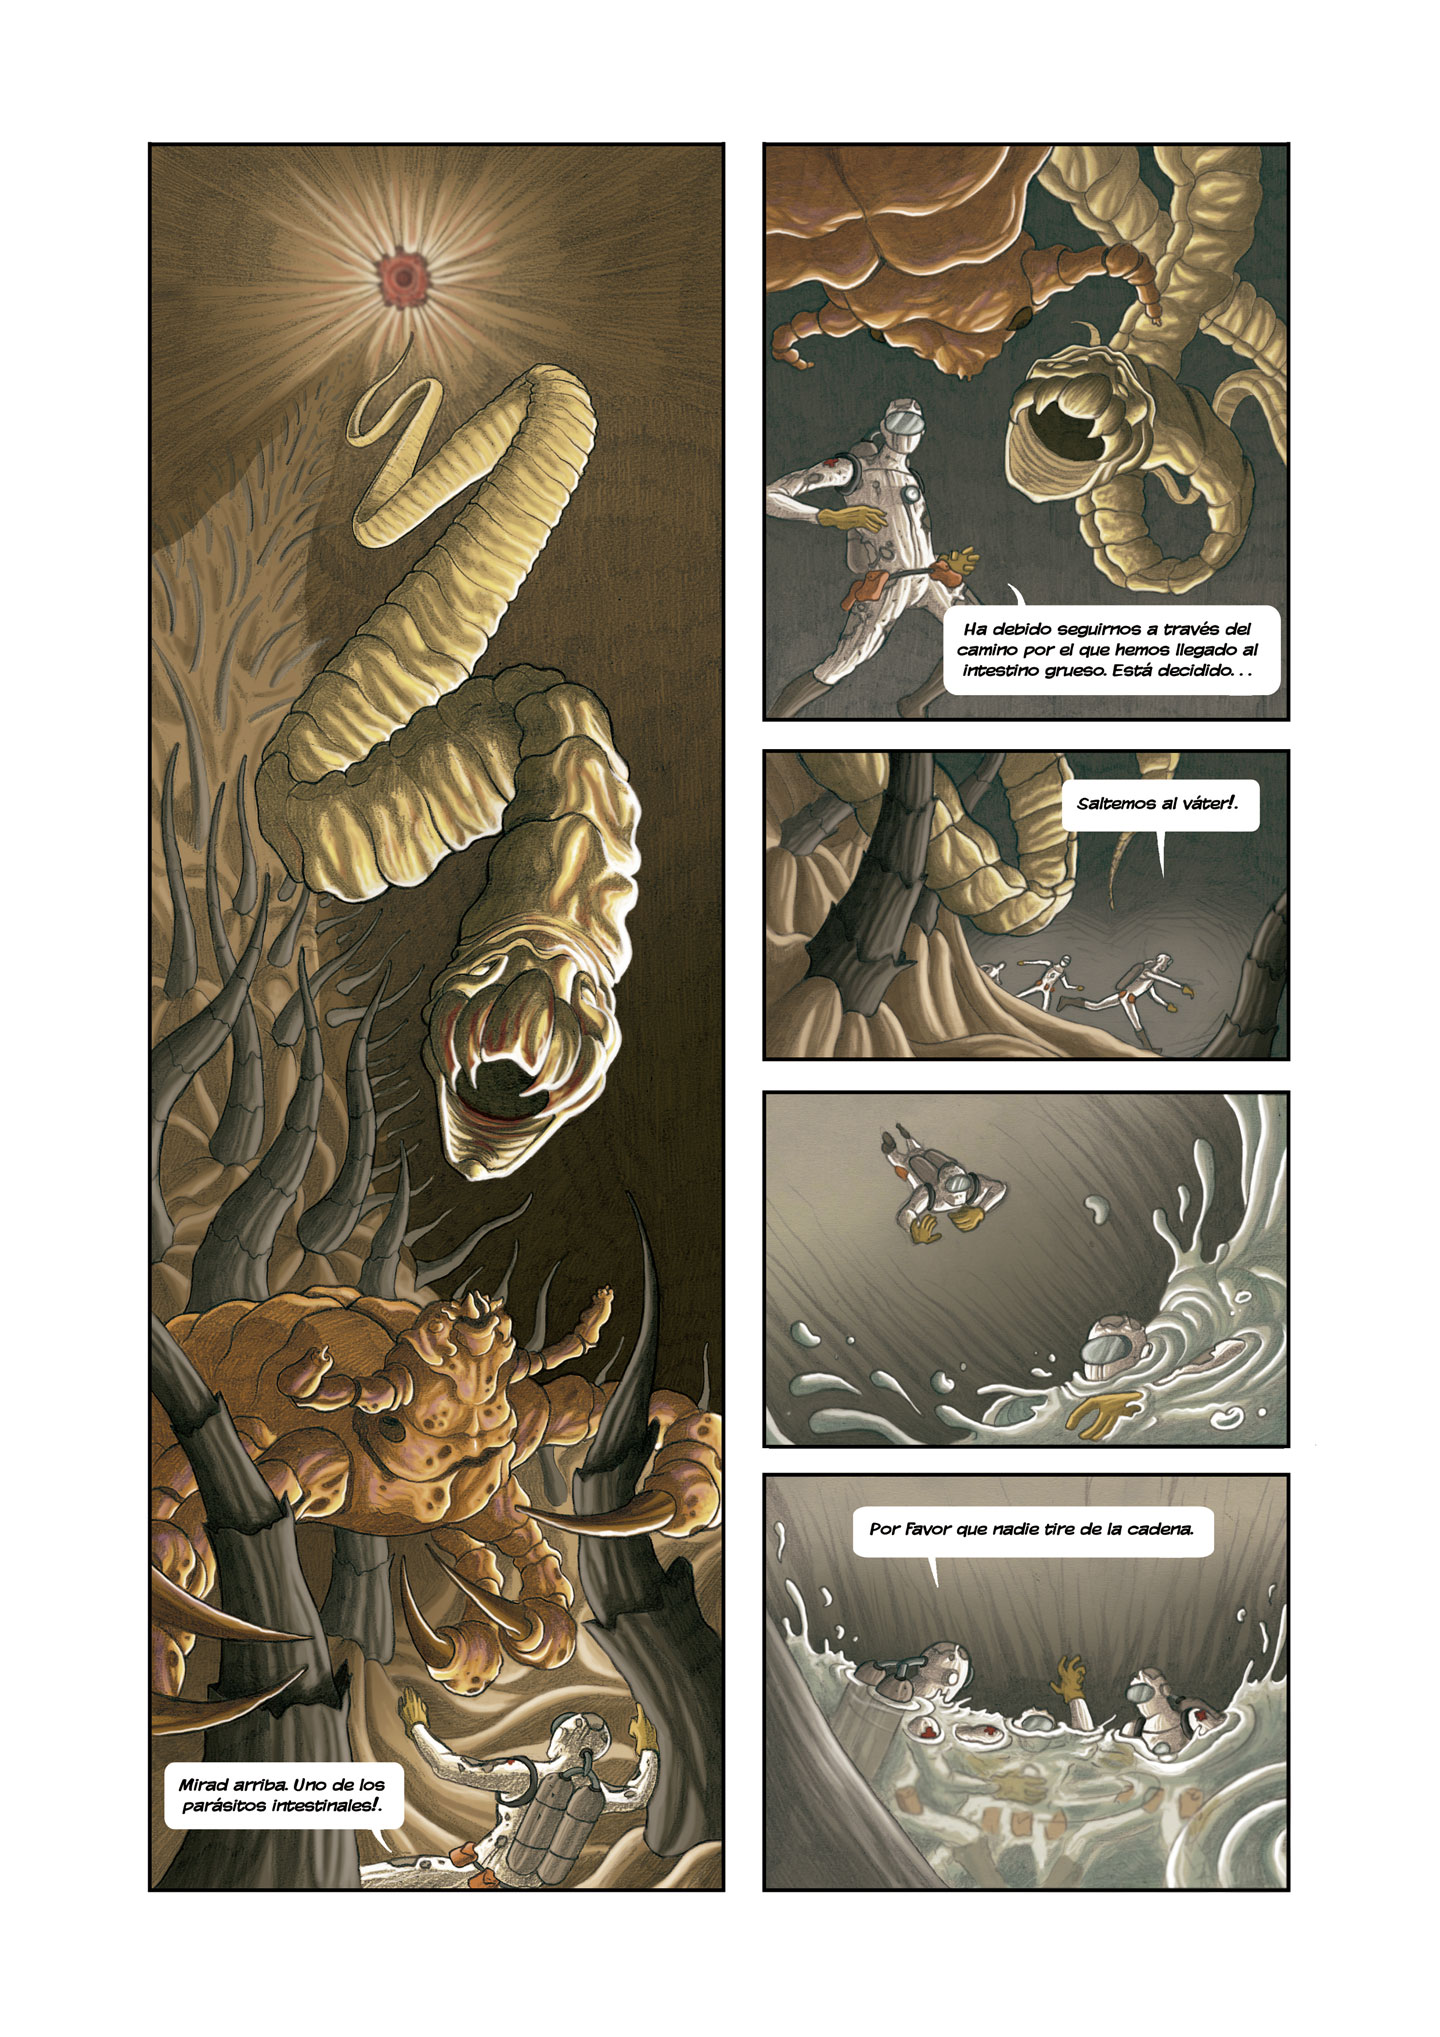 Mirad arriba. Uno de los
parásitos intestinales!.
Ha debido seguirnos a través del
camino por el que hemos llegado al
intestino grueso. Está decidido. . .
Saltemos al váter!.
Por Favor que nadie tire de la cadena.